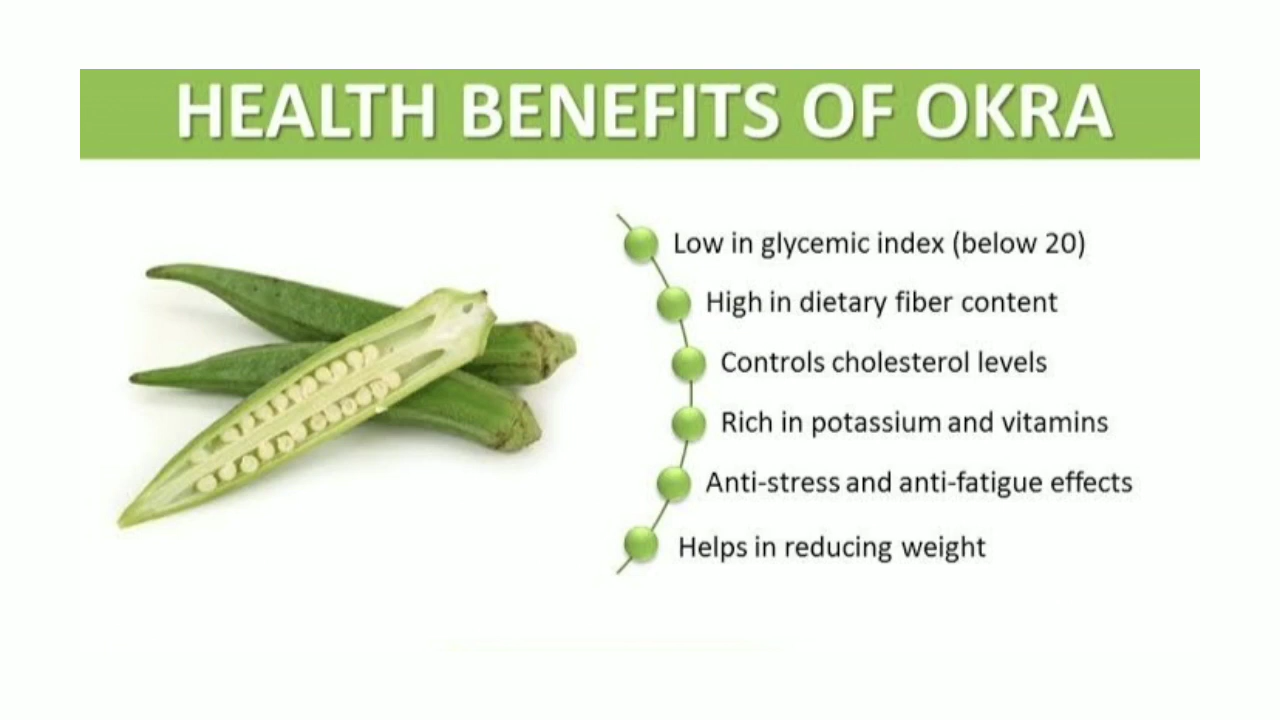 HEALTH BENEFITS OF OKRA
Low in glycemic index (below 20)
High in dietary fiber content
Controls cholesterol levels
Rich in potassium and vitamins
Anti-stress and anti-fatigue effects
Helps in reducing weight